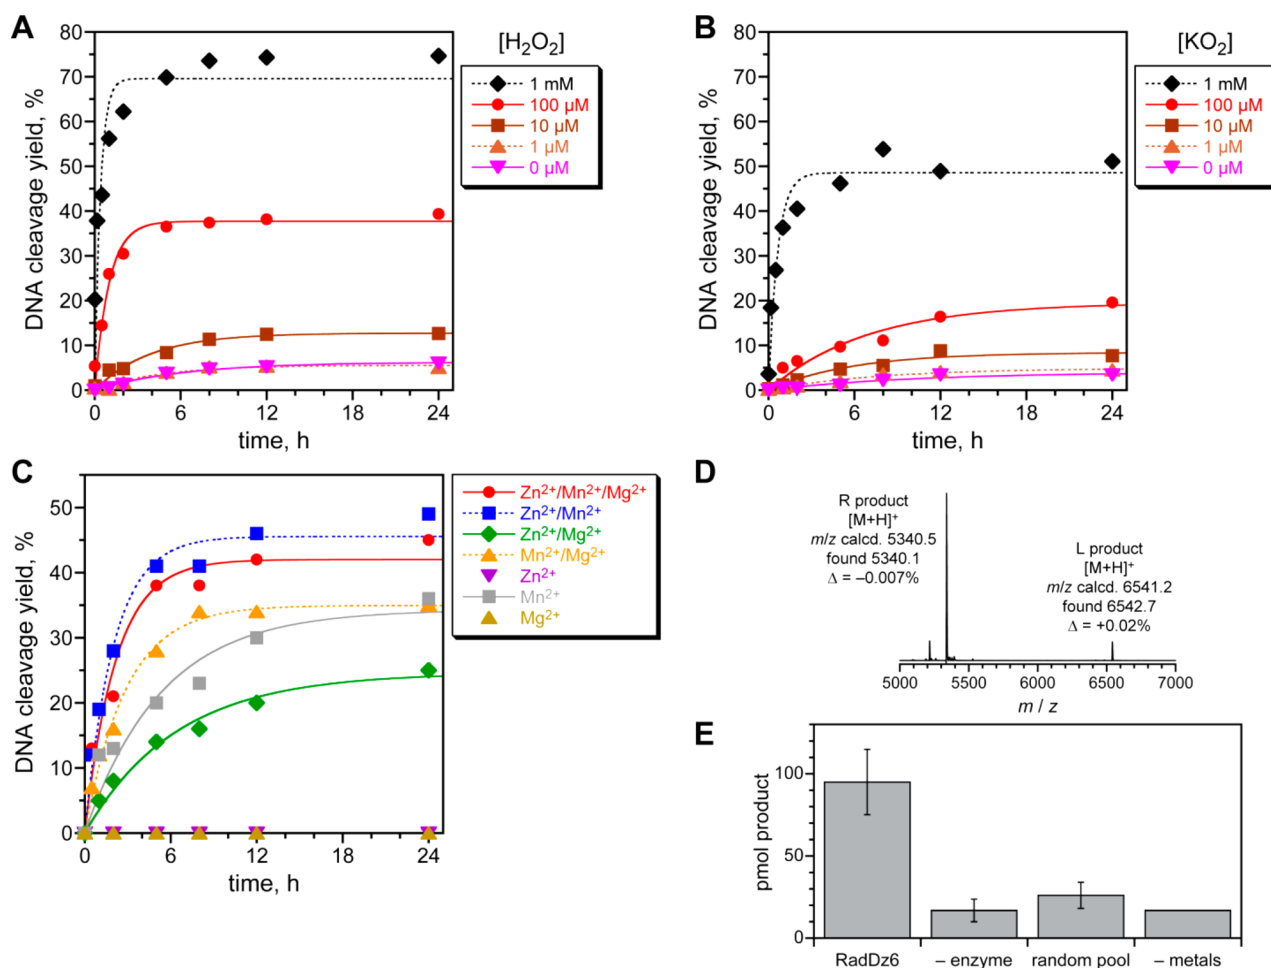 A
[H₂O₂]
80
70
60
50
40
30
20
10
0
DNA cleavage yield, %
0
6
12
18
24
time, h
1 mM
100 µM
10 µM
1 µM
0 µM
B
[KO₂]
80
70
60
50
40
30
20
10
0
DNA cleavage yield, %
0
6
12
18
24
time, h
1 mM
100 µM
10 µM
1 µM
0 µM
C
50
40
30
20
10
0
DNA cleavage yield, %
0
6
12
18
24
time, h
Zn²⁺/Mn²⁺/Mg²⁺
Zn²⁺/Mn²⁺
Zn²⁺/Mg²⁺
Mn²⁺/Mg²⁺
Zn²⁺
Mn²⁺
Mg²⁺
D
R product
[M+H]⁺
m/z calcd. 5340.5
found 5340.1
Δ = –0.007%
L product
[M+H]⁺
m/z calcd. 6541.2
found 6542.7
Δ = +0.02%
5000
5500
6000
6500
7000
m / z
E
100
50
0
pmol product
RadDz6
– enzyme
random pool
– metals